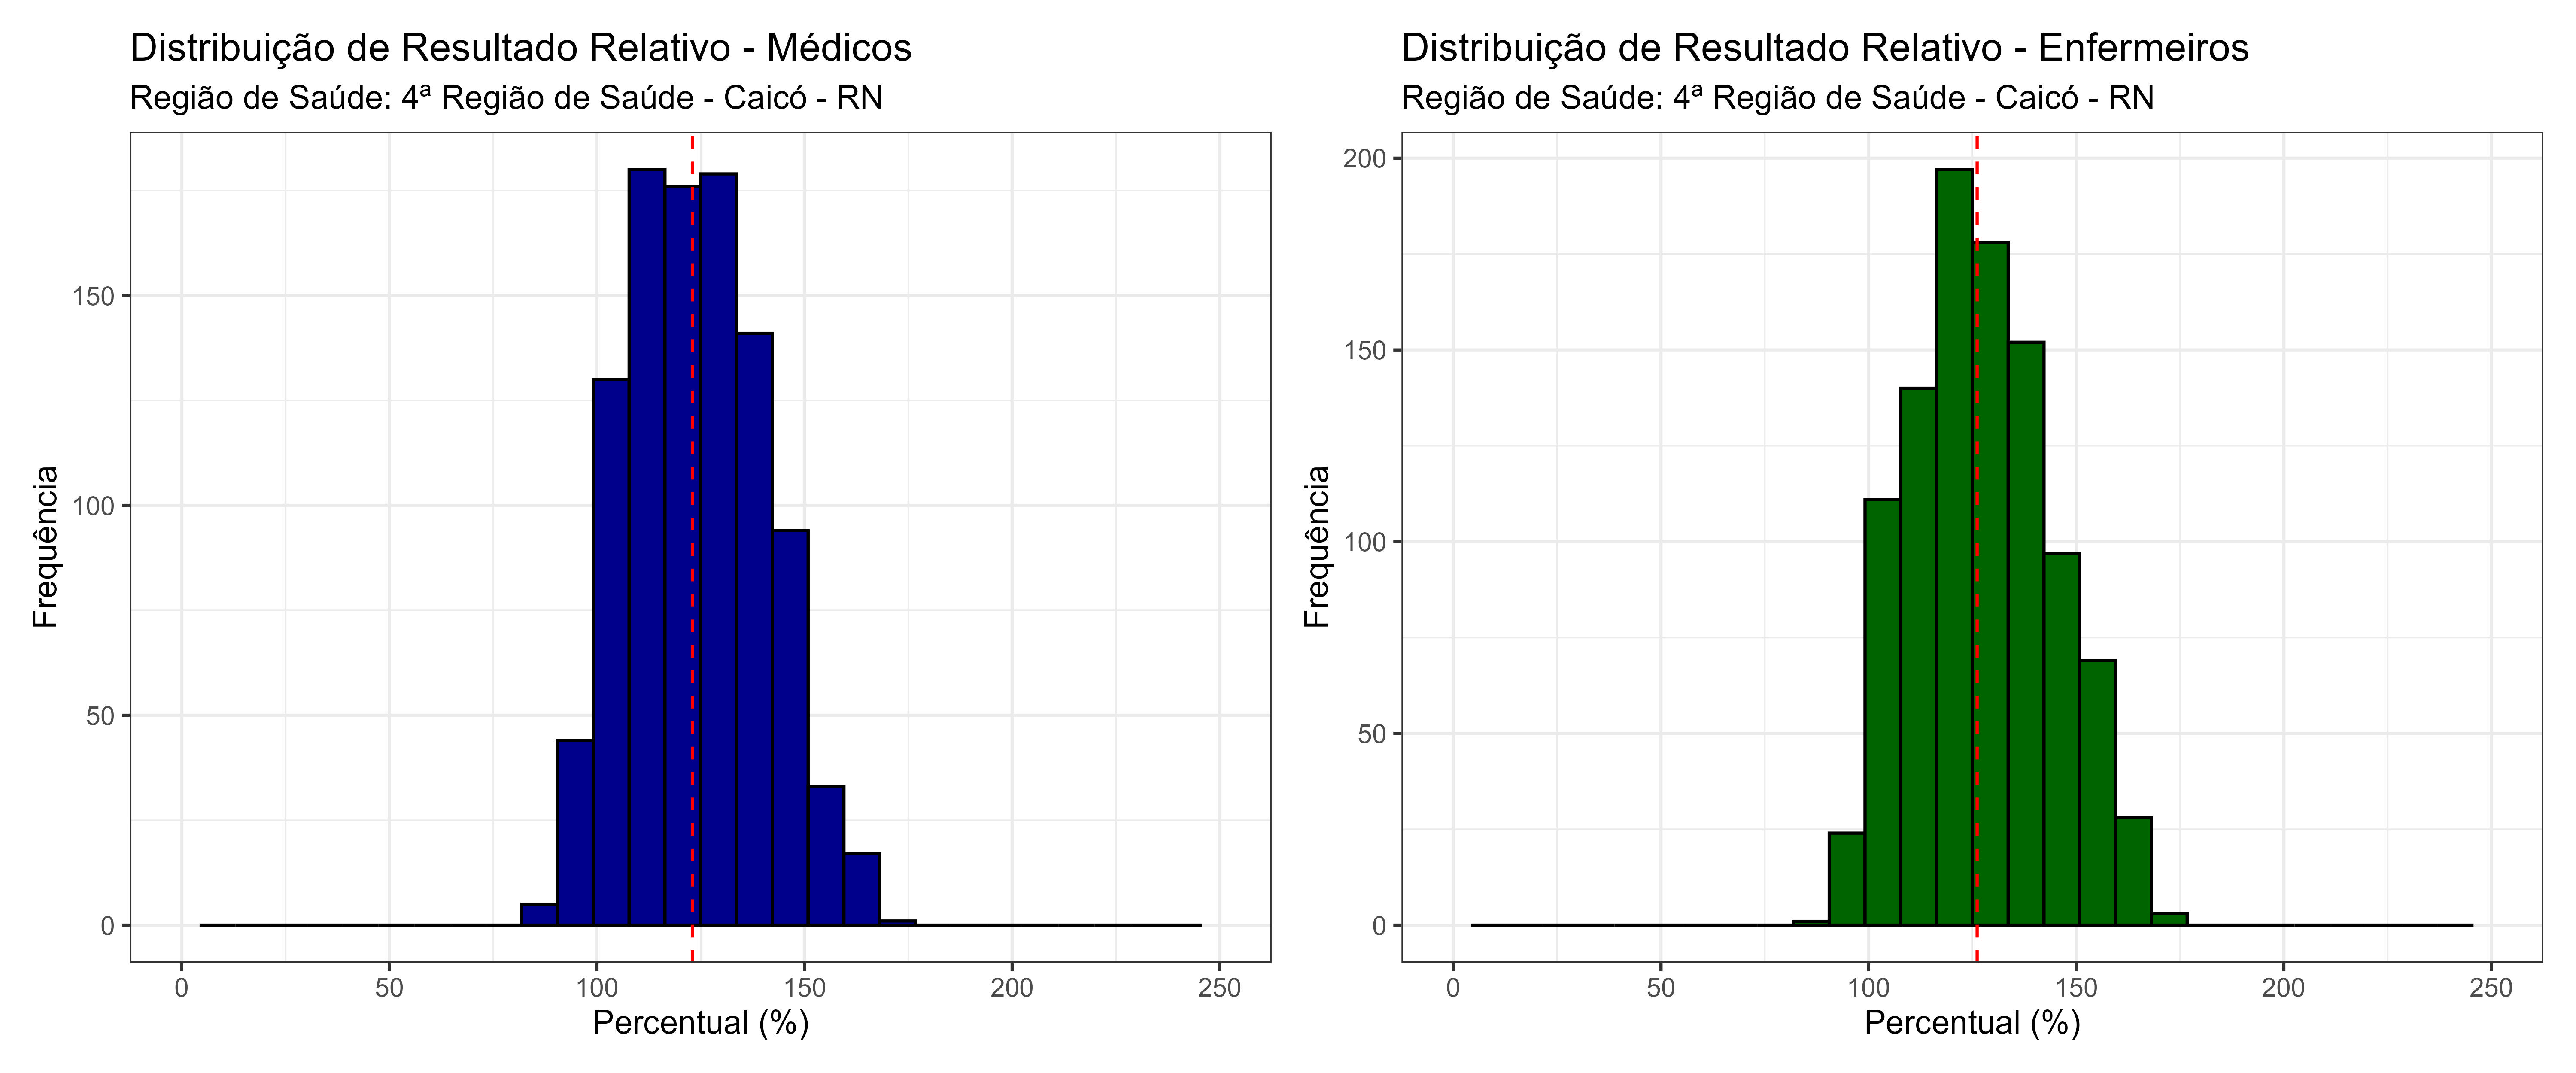 Distribuição de Resultado Relativo - Médicos
Região de Saúde: 4ª Região de Saúde - Caicó - RN
Frequência
150
100
50
0
0 50 100 150 200 250
Percentual (%)
Distribuição de Resultado Relativo - Enfermeiros
Região de Saúde: 4ª Região de Saúde - Caicó - RN
Frequência
200
150
100
50
0
0 50 100 150 200 250
Percentual (%)